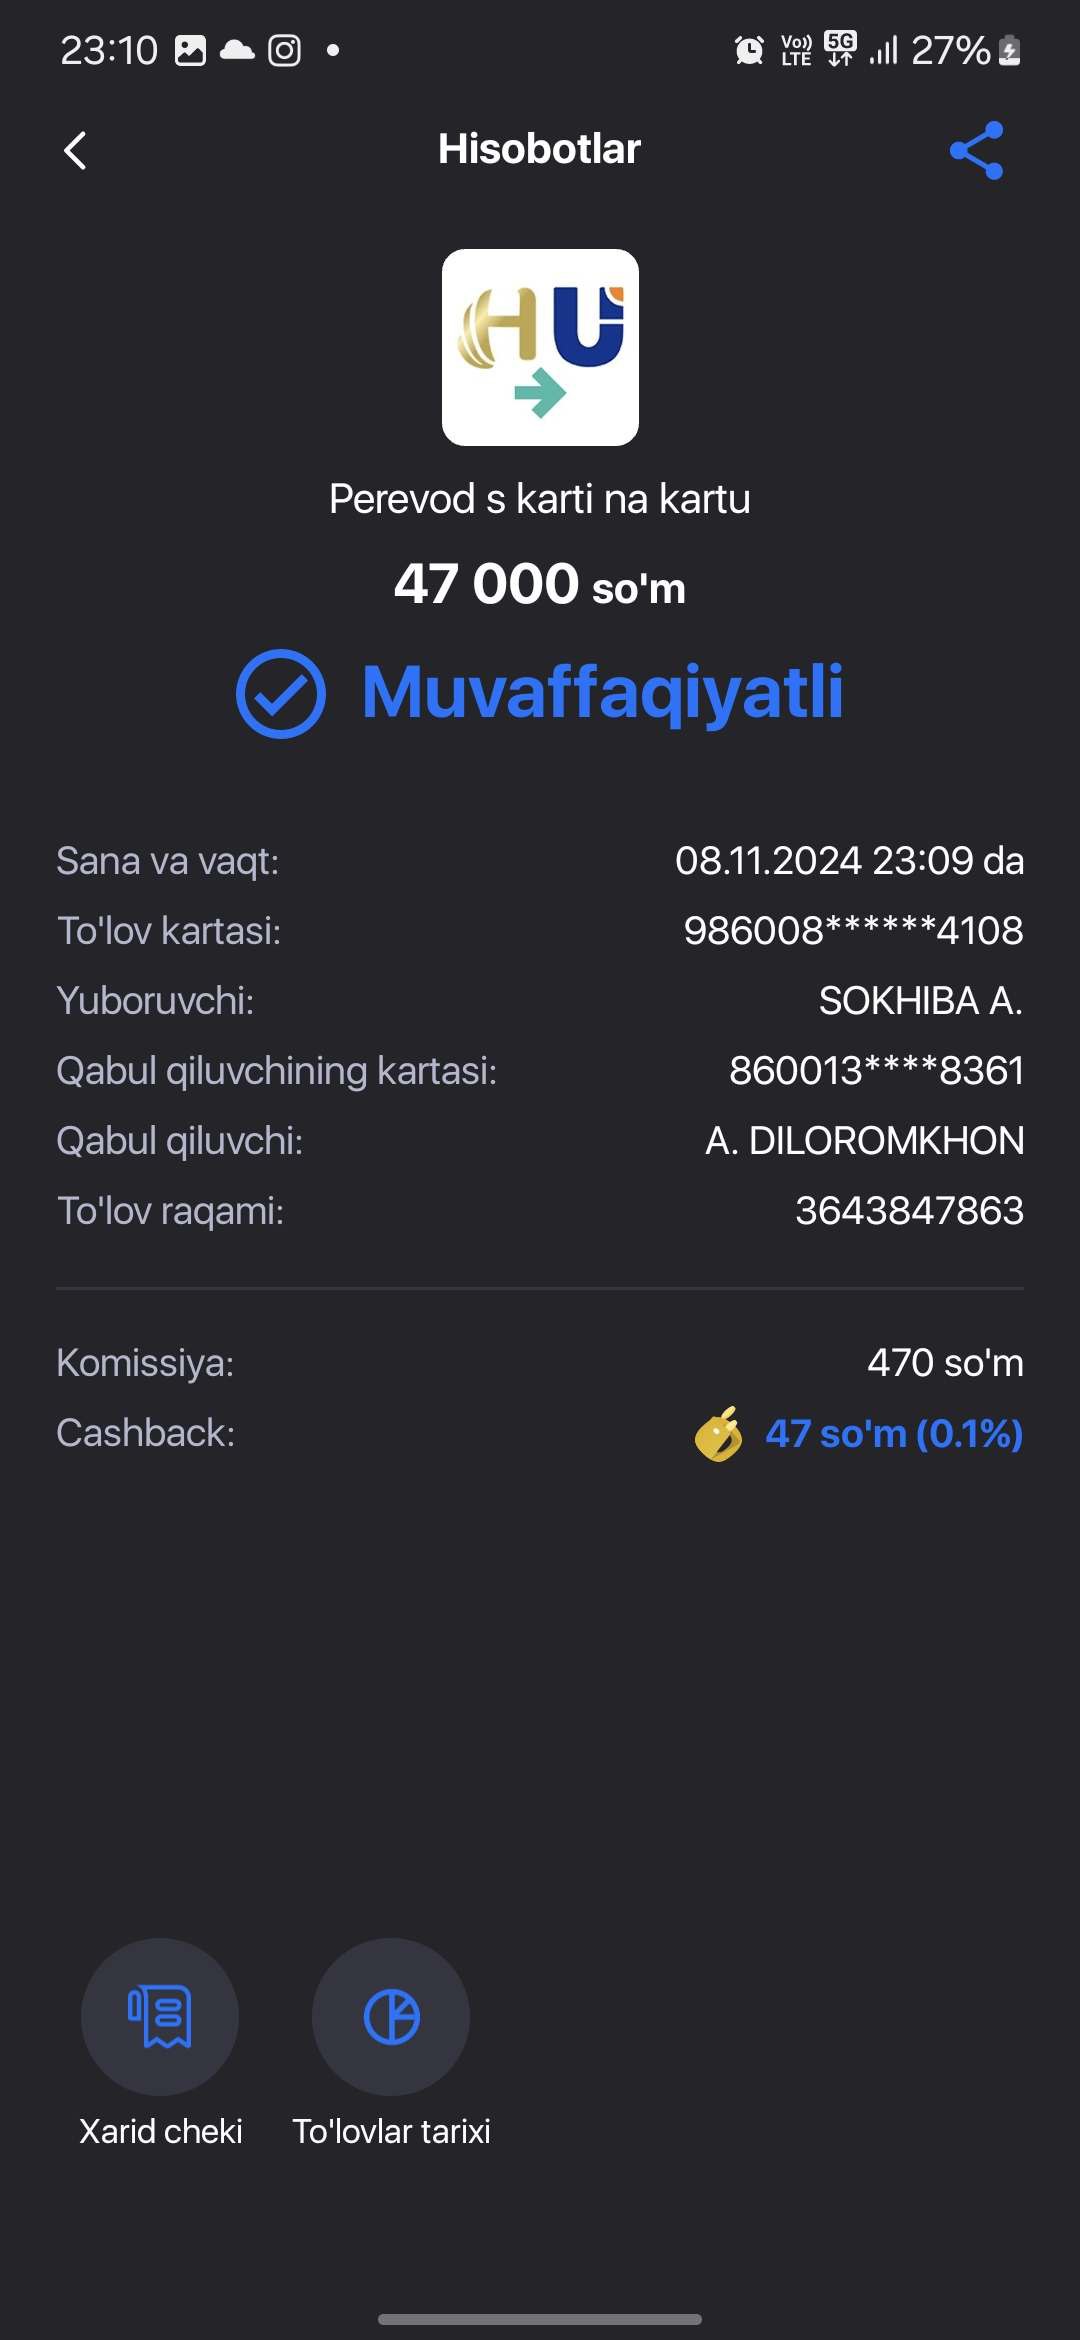 23:10 Vo)) LTE 5G 27%
Hisobotlar
HU
Perevod s karti na kartu
47 000 so'm
Muvaffaqiyatli
Sana va vaqt: 08.11.2024 23:09 da
To'lov kartasi: 986008******4108
Yuboruvchi: SOKHIBA A.
Qabul qiluvchining kartasi: 860013****8361
Qabul qiluvchi: A. DILOROMKHON
To'lov raqami: 3643847863
Komissiya: 470 so'm
Cashback: 47 so'm (0.1%)
Xarid cheki To'lovlar tarixi